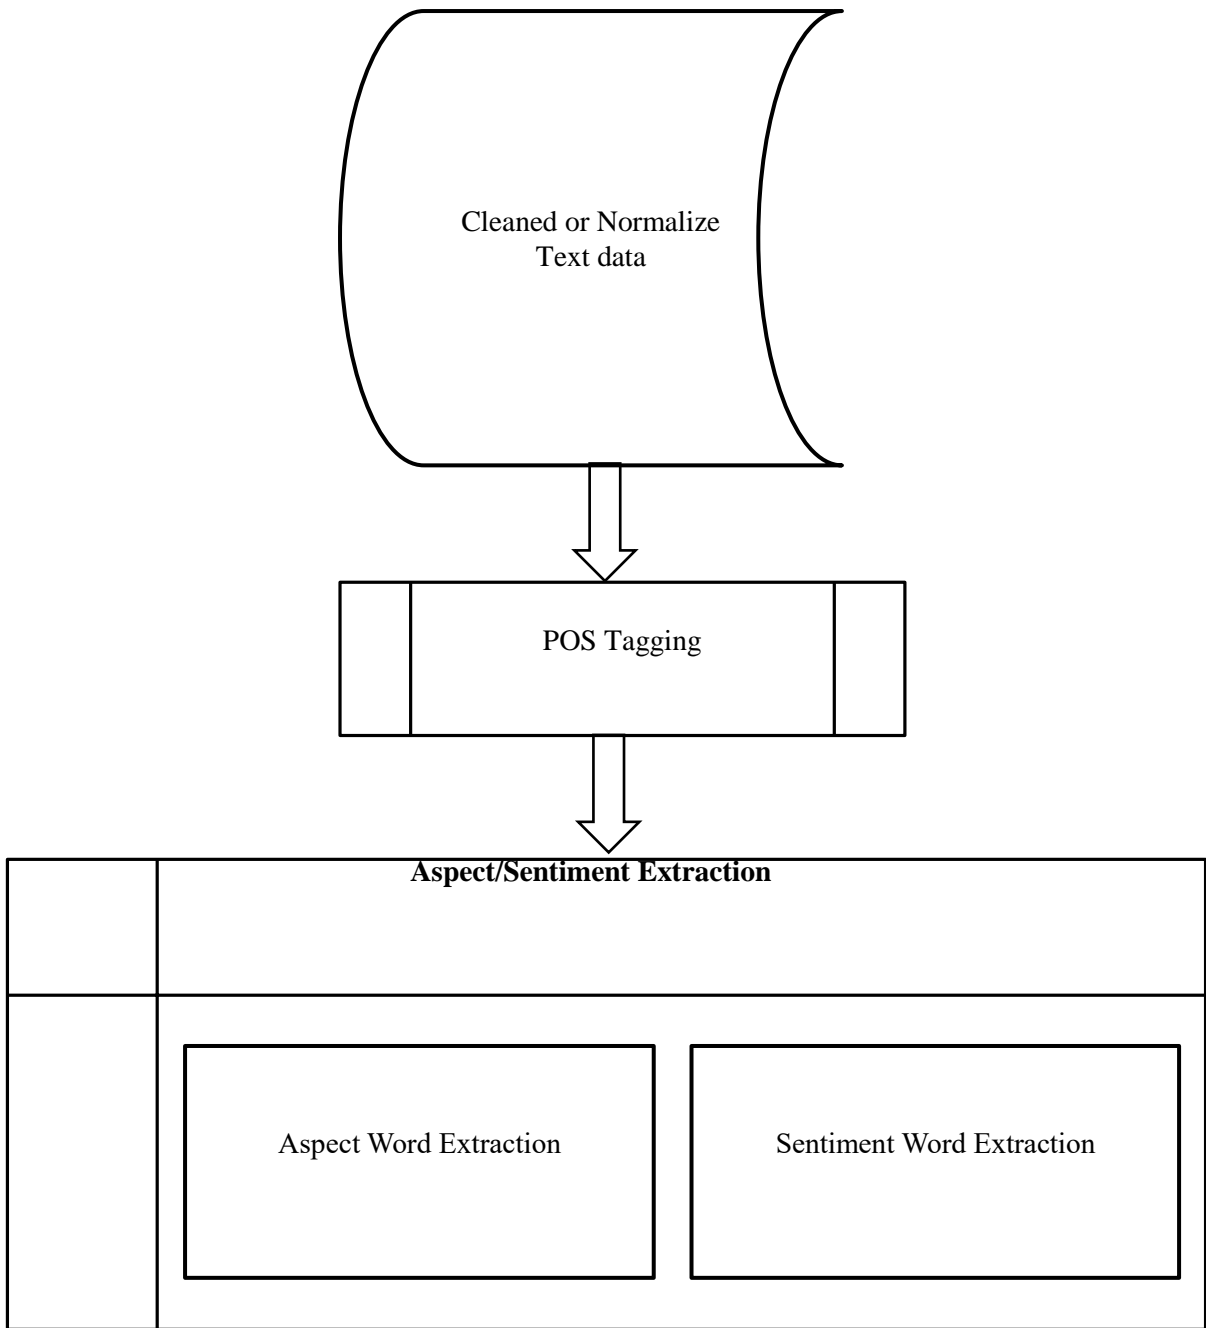 Cleaned or Normalize
Text data
POS Tagging
Aspect/Sentiment Extraction
Aspect Word Extraction
Sentiment Word Extraction